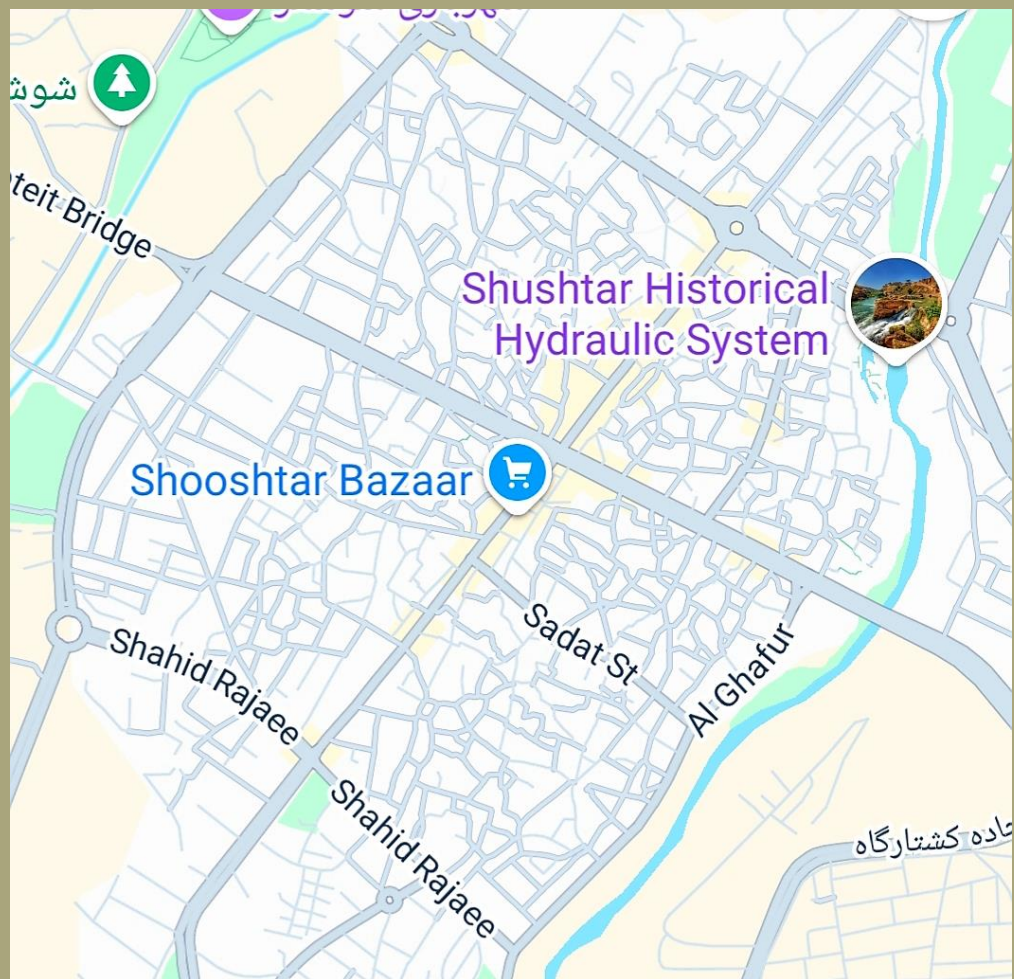 شوش
teit Bridge
Shushtar Historical
Hydraulic System
Shooshtar Bazaar
Sadat St
Al Ghafur
Shahid Rajaee
Shahid Rajaee
جاده کشتارگاه